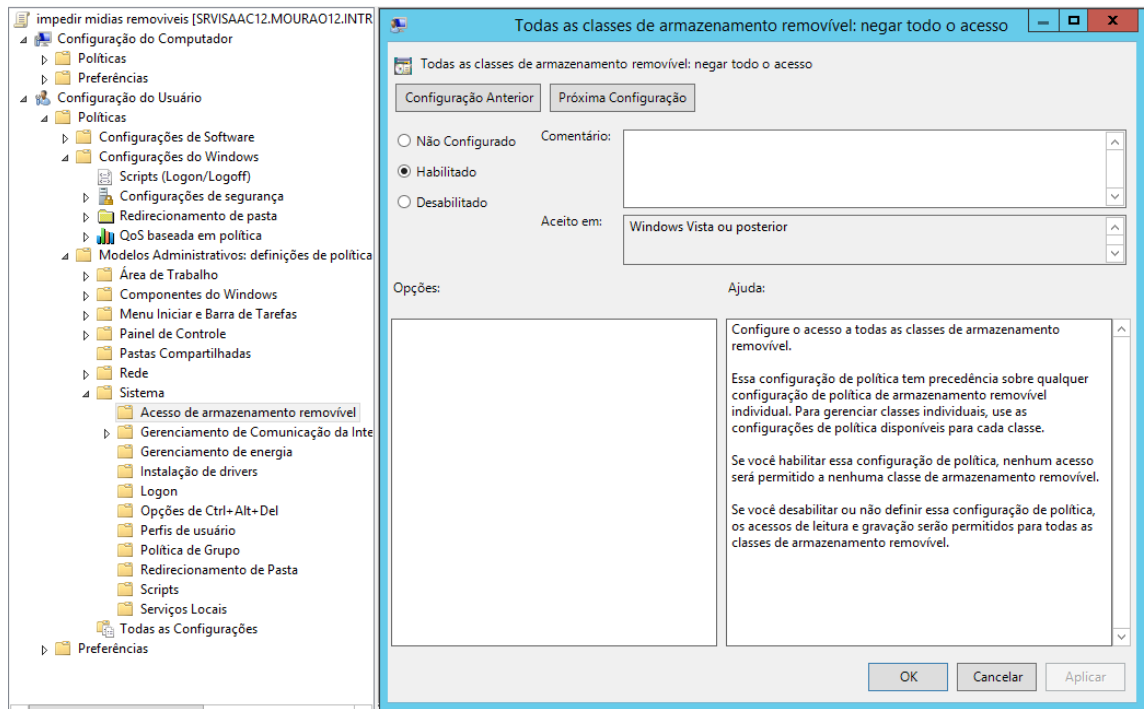 impedir midias removiveis [SRVISAAC12.MOURAO12.INTR
Configuração do Computador
Políticas
Preferências
Configuração do Usuário
Políticas
Configurações de Software
Configurações do Windows
Scripts (Logon/Logoff)
Configurações de segurança
Redirecionamento de pasta
QoS baseada em política
Modelos Administrativos: definições de política
Área de Trabalho
Componentes do Windows
Menu Iniciar e Barra de Tarefas
Painel de Controle
Pastas Compartilhadas
Rede
Sistema
Acesso de armazenamento removível
Gerenciamento de Comunicação da Inte
Gerenciamento de energia
Instalação de drivers
Logon
Opções de Ctrl+Alt+Del
Perfis de usuário
Política de Grupo
Redirecionamento de Pasta
Scripts
Serviços Locais
Todas as Configurações
Preferências
Todas as classes de armazenamento removível: negar todo o acesso
Todas as classes de armazenamento removível: negar todo o acesso
Configuração Anterior Próxima Configuração
Não Configurado Comentário:
Habilitado
Desabilitado
Aceito em: Windows Vista ou posterior
Opções: Ajuda:
Configure o acesso a todas as classes de armazenamento
removível.
Essa configuração de política tem precedência sobre qualquer
configuração de política de armazenamento removível
individual. Para gerenciar classes individuais, use as
configurações de política disponíveis para cada classe.
Se você habilitar essa configuração de política, nenhum acesso
será permitido a nenhuma classe de armazenamento removível.
Se você desabilitar ou não definir essa configuração de política,
os acessos de leitura e gravação serão permitidos para todas as
classes de armazenamento removível.
OK Cancelar Aplicar